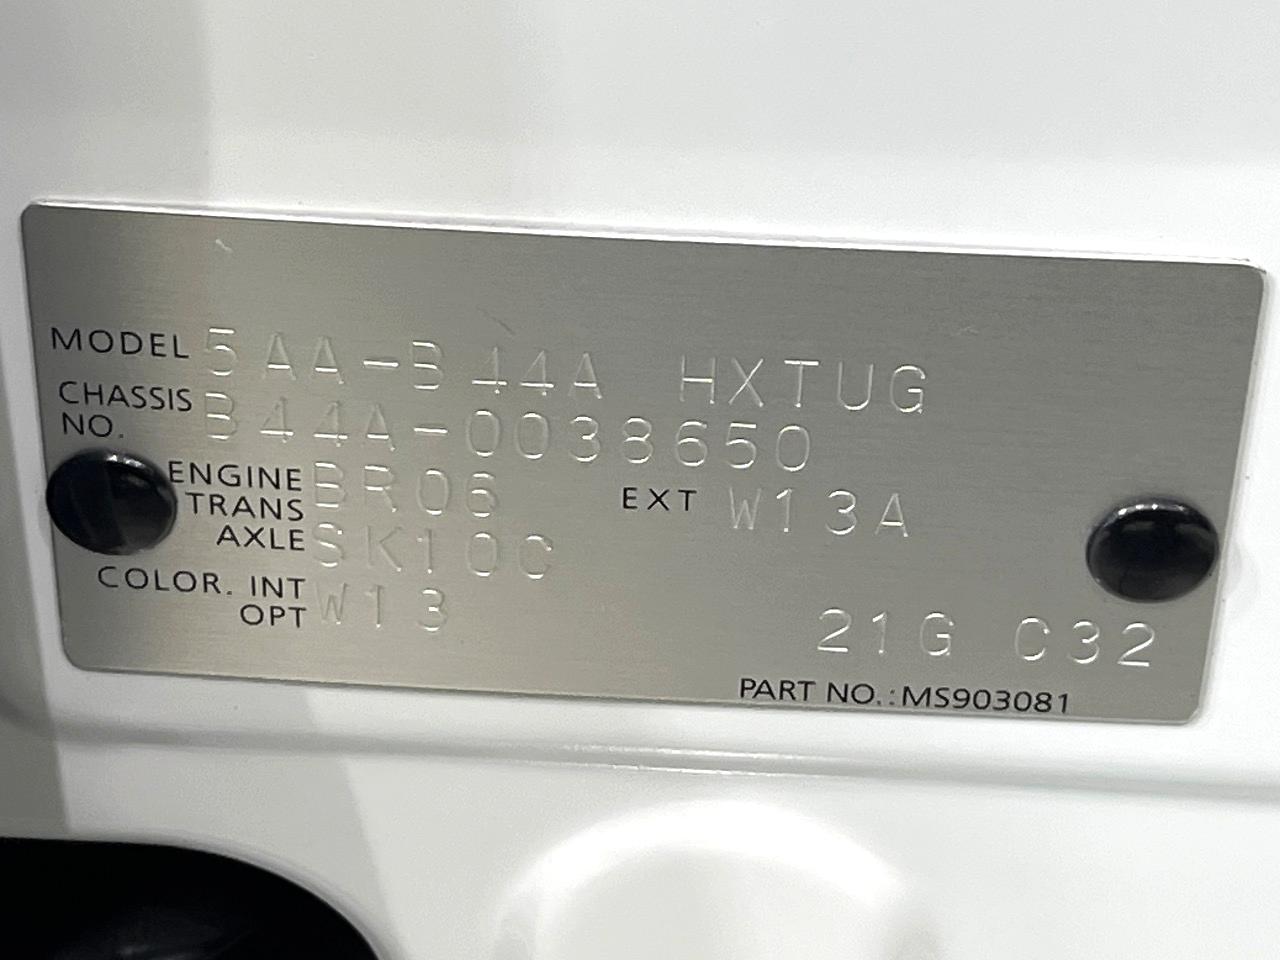 MODEL 5AA-B44A HXTUG
CHASSIS NO. B44A-0038650
ENGINE BR06 EXT W13A
TRANS AXLE SK10C
COLOR. INT OPT W13
21G C32
PART NO.:MS903081